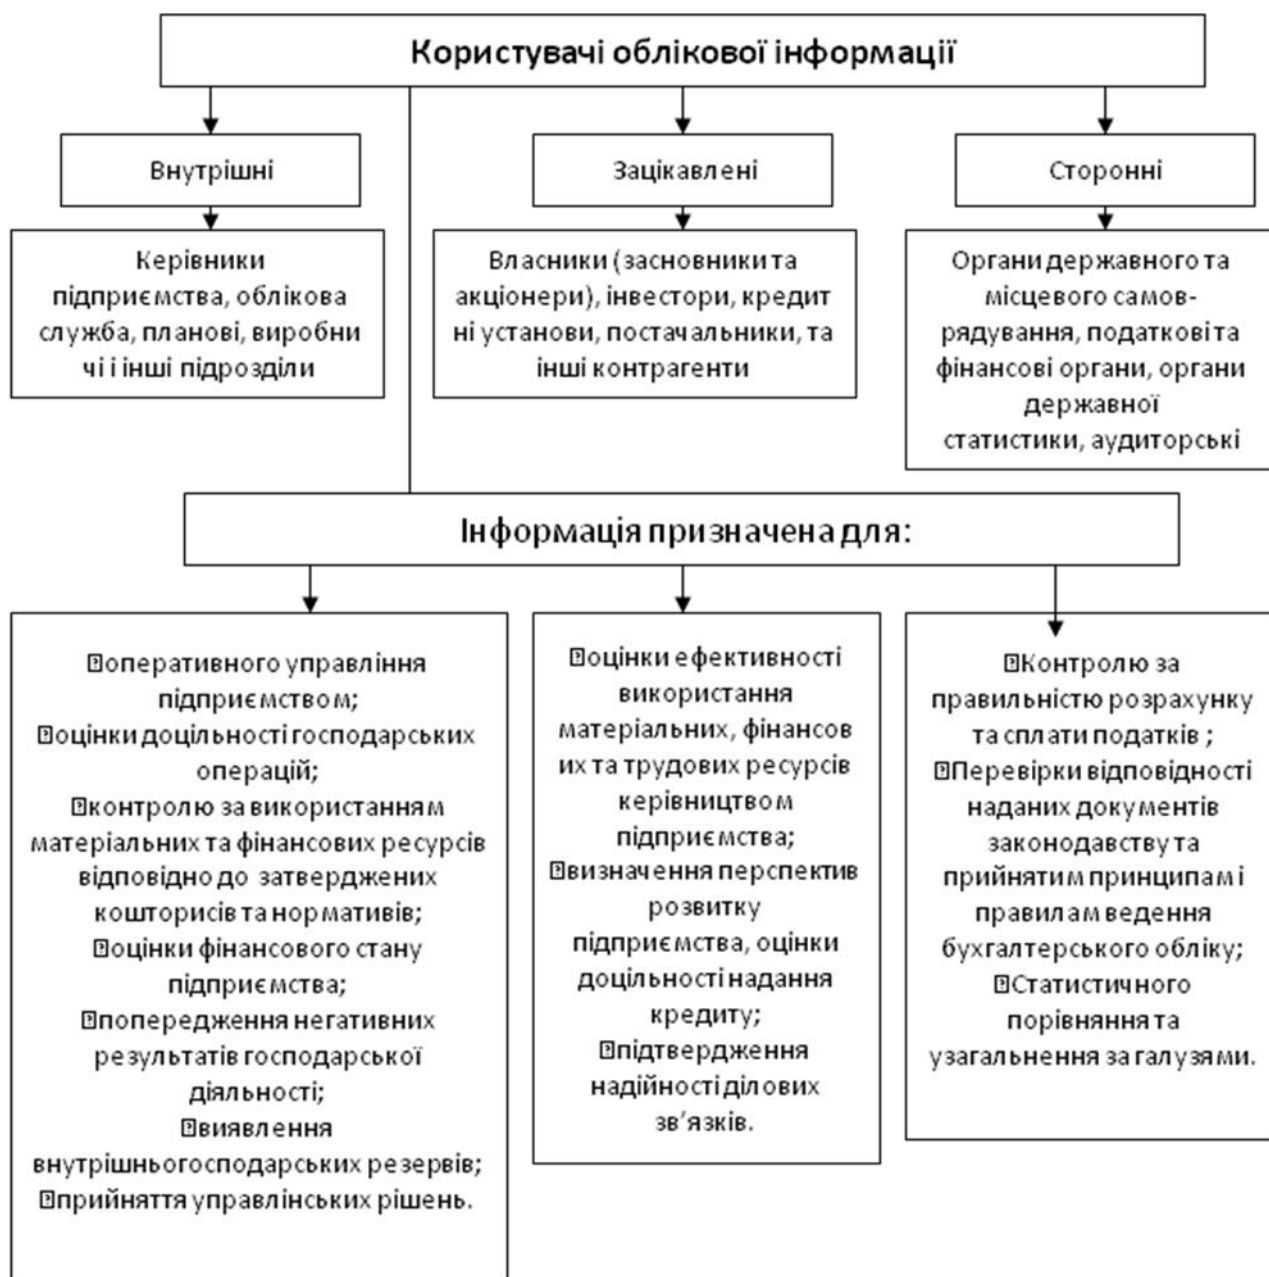 Користувачі облікової інформації
Внутрішні
Зацікавлені
Сторонні
Керівники
підприємства, облікова
служба, планові, виробни
чі і інші підрозділи
Власники (засновники та
акціонери), інвестори, кредит
ні установи, постачальники, та
інші контрагенти
Органи державного та
місцевого самов-
рядування, податкові та
фінансові органи, органи
державної
статистики, аудиторські
Інформація призначена для:
оперативного управління
підприємством;
оцінки доцільності господарських
операцій;
контролю за використанням
матеріальних та фінансових ресурсів
відповідно до затверджених
кошторисів та нормативів;
оцінки фінансового стану
підприємства;
попередження негативних
результатів господарської
діяльності;
виявлення
внутрішньогосподарських резервів;
прийняття управлінських рішень.
оцінки ефективності
використання
матеріальних, фінансов
их та трудових ресурсів
керівництвом
підприємства;
визначення перспектив
розвитку
підприємства, оцінки
доцільності надання
кредиту;
підтвердження
надійності ділових
зв’язків.
Контролю за
правильністю розрахунку
та сплати податків ;
Перевірки відповідності
наданих документів
законодавству та
прийнятим принципам і
правилам ведення
бухгалтерського обліку;
Статистичного
порівняння та
узагальнення за галузями.